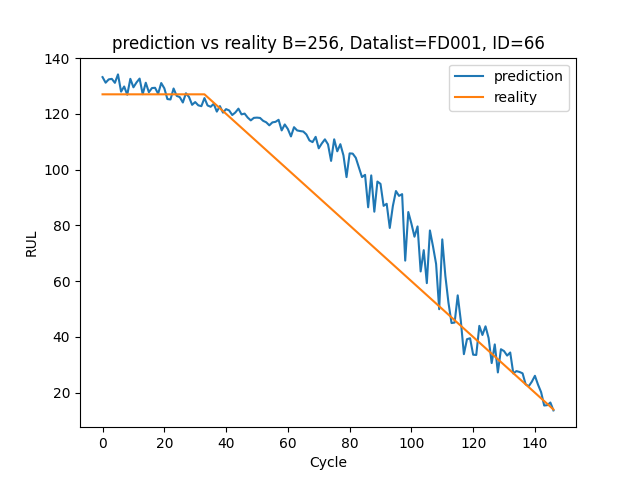 prediction vs reality B=256, Datalist=FD001, ID=66
prediction
reality
RUL
140
120
100
80
60
40
20
0 20 40 60 80 100 120 140
Cycle